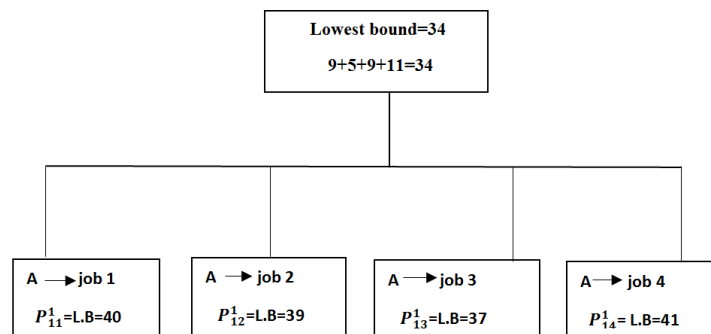 Lowest bound=34
9+5+9+11=34
A → job 1
A → job 2
A → job 3
A → job 4
P¹₁₁=L.B=40
P¹₁₂=L.B=39
P¹₁₃=L.B=37
P¹₁₄= L.B=41